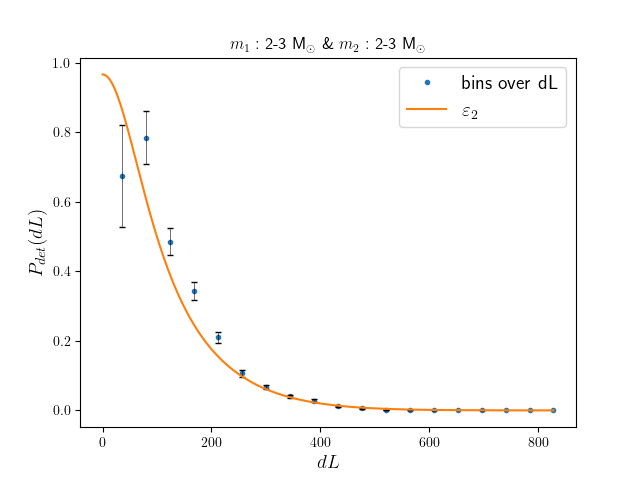 m₁ : 2-3 M⊙ & m₂ : 2-3 M⊙
bins over dL
ε₂
P_det(dL)
1.0
0.8
0.6
0.4
0.2
0.0
0 200 400 600 800
dL